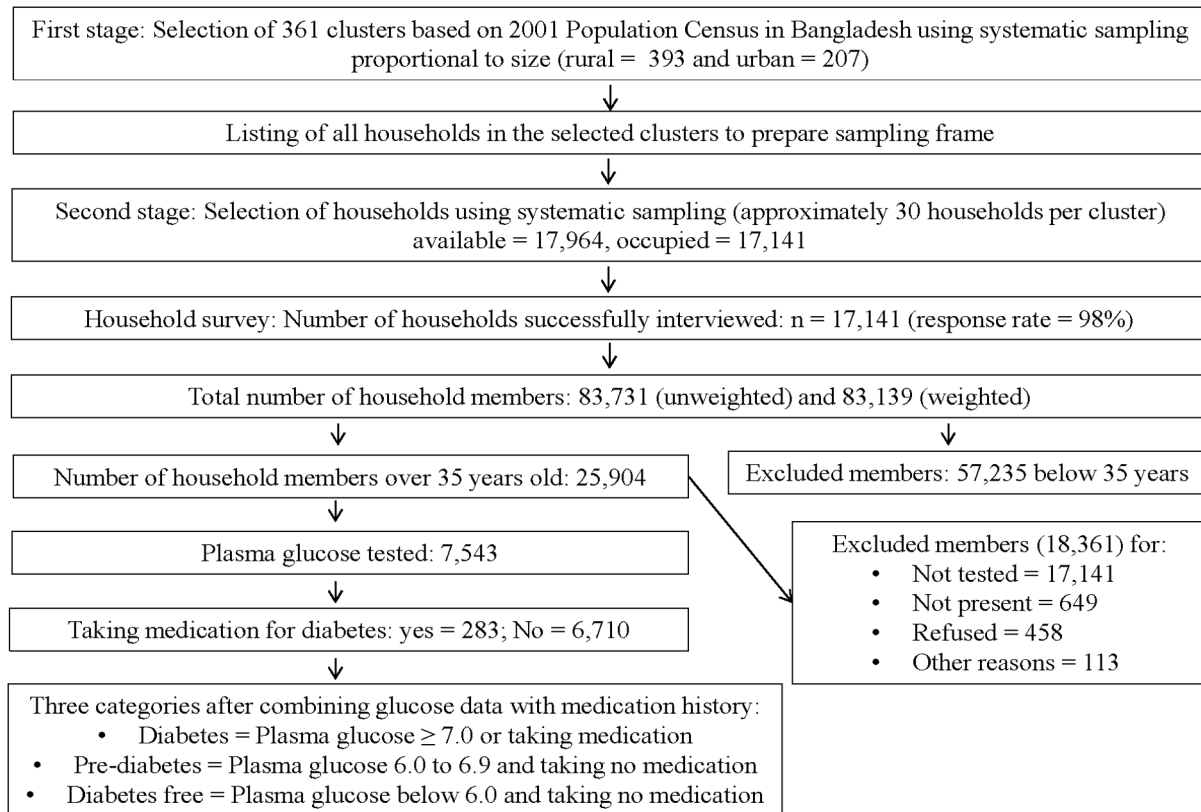 First stage: Selection of 361 clusters based on 2001 Population Census in Bangladesh using systematic sampling
proportional to size (rural = 393 and urban = 207)
Listing of all households in the selected clusters to prepare sampling frame
Second stage: Selection of households using systematic sampling (approximately 30 households per cluster)
available = 17,964, occupied = 17,141
Household survey: Number of households successfully interviewed: n = 17,141 (response rate = 98%)
Total number of household members: 83,731 (unweighted) and 83,139 (weighted)
Number of household members over 35 years old: 25,904
Excluded members: 57,235 below 35 years
Plasma glucose tested: 7,543
Excluded members (18,361) for:
• Not tested = 17,141
• Not present = 649
• Refused = 458
• Other reasons = 113
Taking medication for diabetes: yes = 283; No = 6,710
Three categories after combining glucose data with medication history:
• Diabetes = Plasma glucose ≥ 7.0 or taking medication
• Pre-diabetes = Plasma glucose 6.0 to 6.9 and taking no medication
• Diabetes free = Plasma glucose below 6.0 and taking no medication